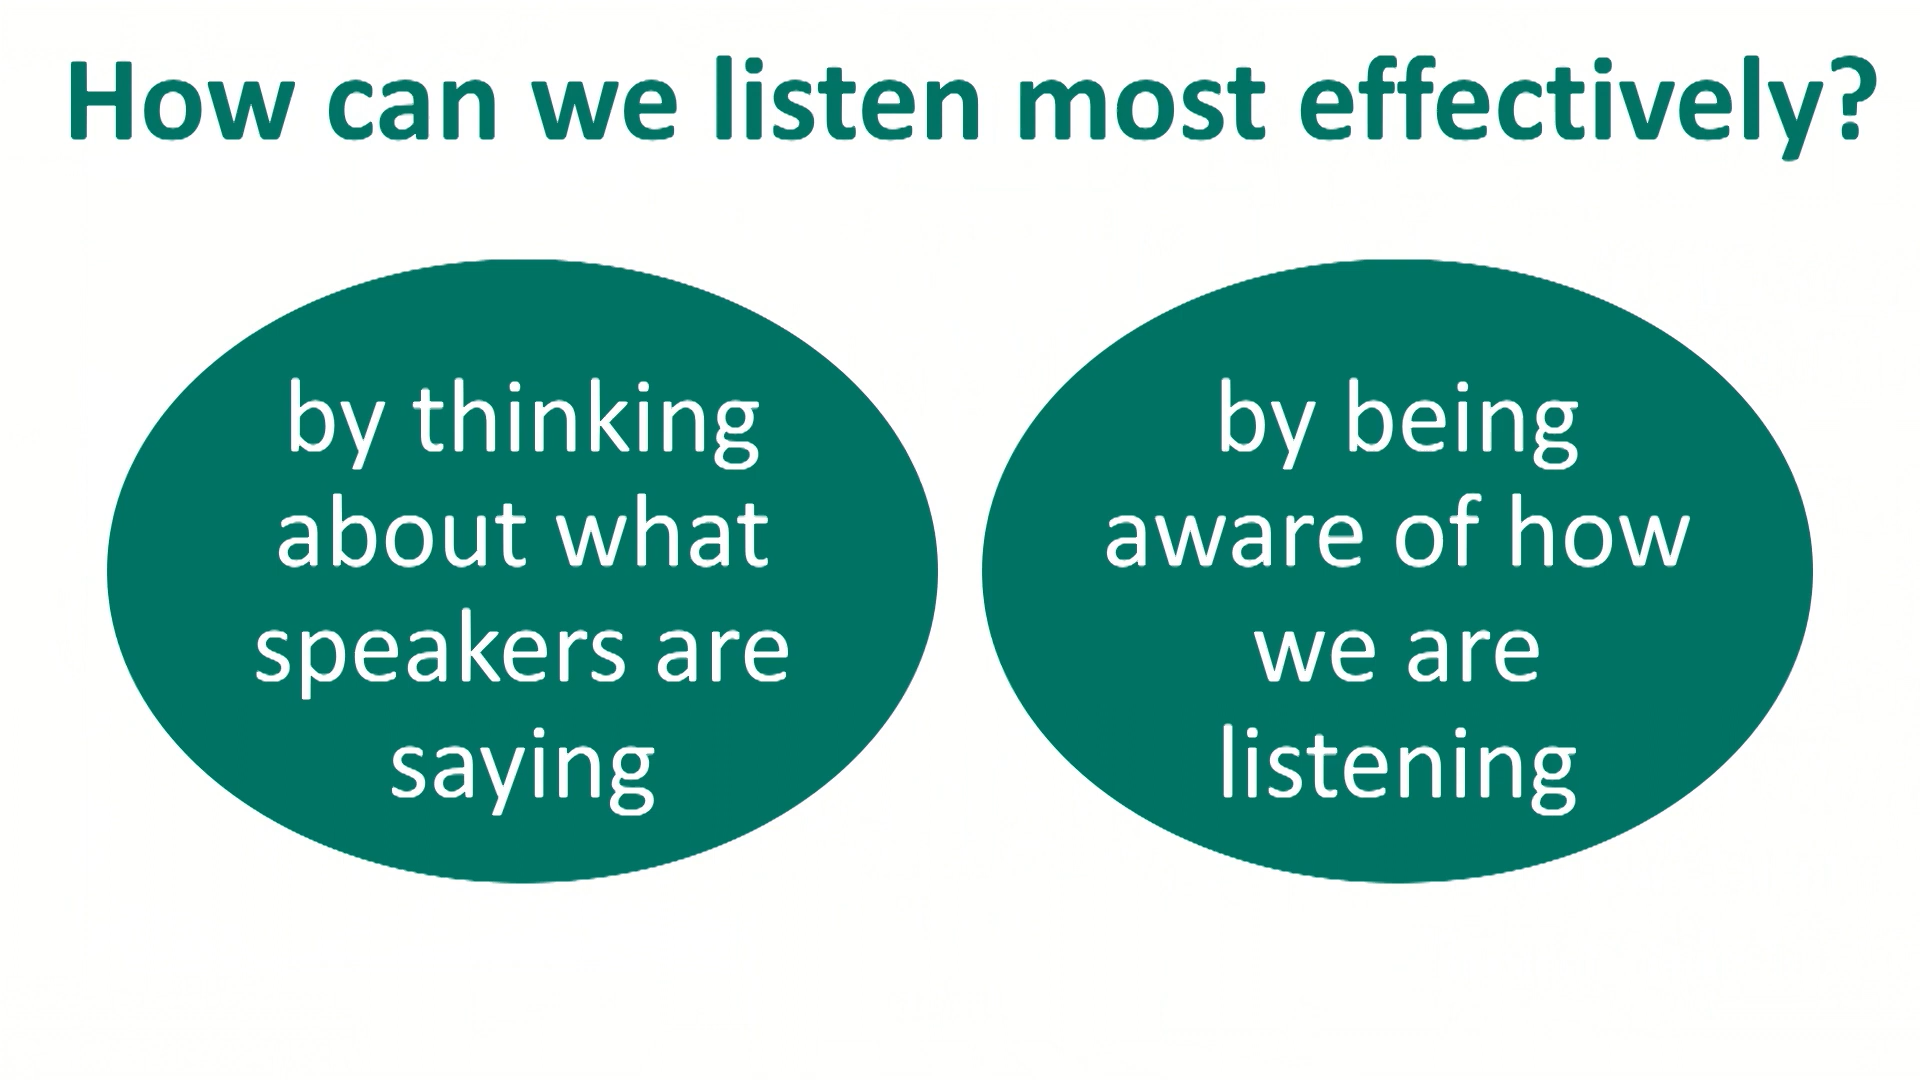 How can we listen most effectively?
by thinking
about what
speakers are
saying
by being
aware of how
we are
listening